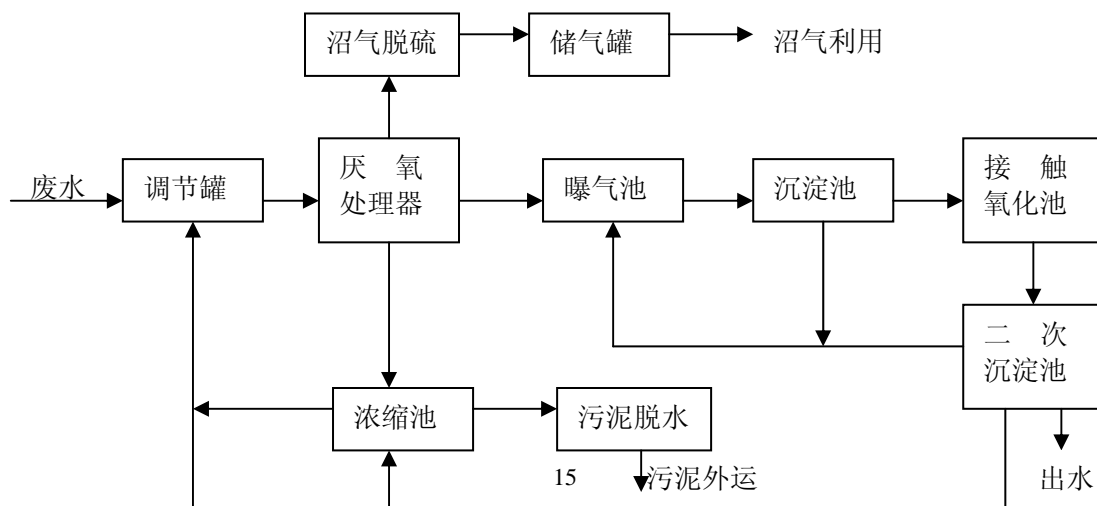 沼气脱硫
储气罐
沼气利用
废水
调节罐
厌 氧
处理器
曝气池
沉淀池
接 触
氧化池
二 次
沉淀池
浓缩池
污泥脱水
15
污泥外运
出水